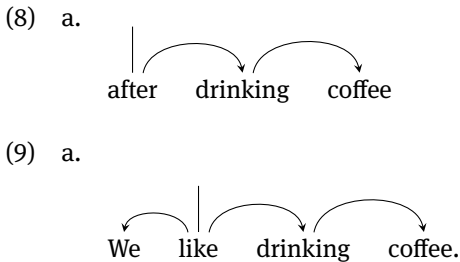 (8) a.
after drinking coffee
(9) a.
We like drinking coffee.